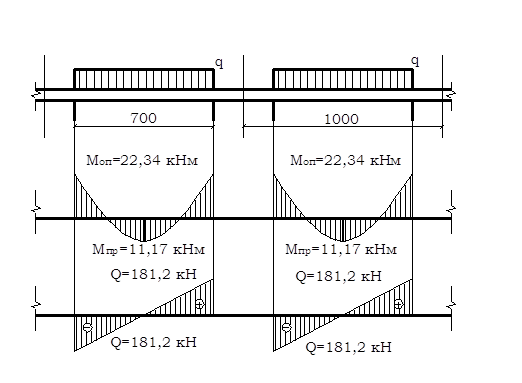 q q
700 1000
Mоп=22,34 кНм Mоп=22,34 кНм
Mпр=11,17 кНм Mпр=11,17 кНм
Q=181,2 кН Q=181,2 кН
⊕ ⊕
⊖ ⊖
Q=181,2 кН Q=181,2 кН